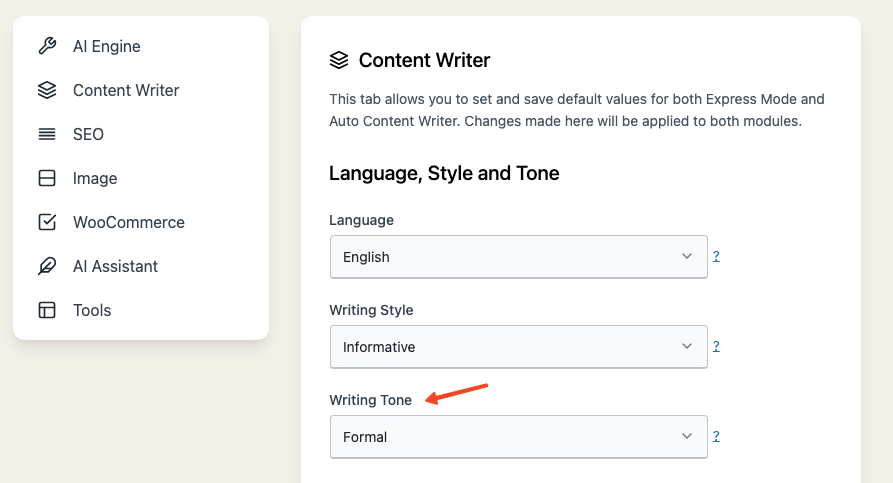 AI Engine
Content Writer
SEO
Image
WooCommerce
AI Assistant
Tools
Content Writer
This tab allows you to set and save default values for both Express Mode and
Auto Content Writer. Changes made here will be applied to both modules.
Language, Style and Tone
Language
English
?
Writing Style
Informative
?
Writing Tone
Formal
?